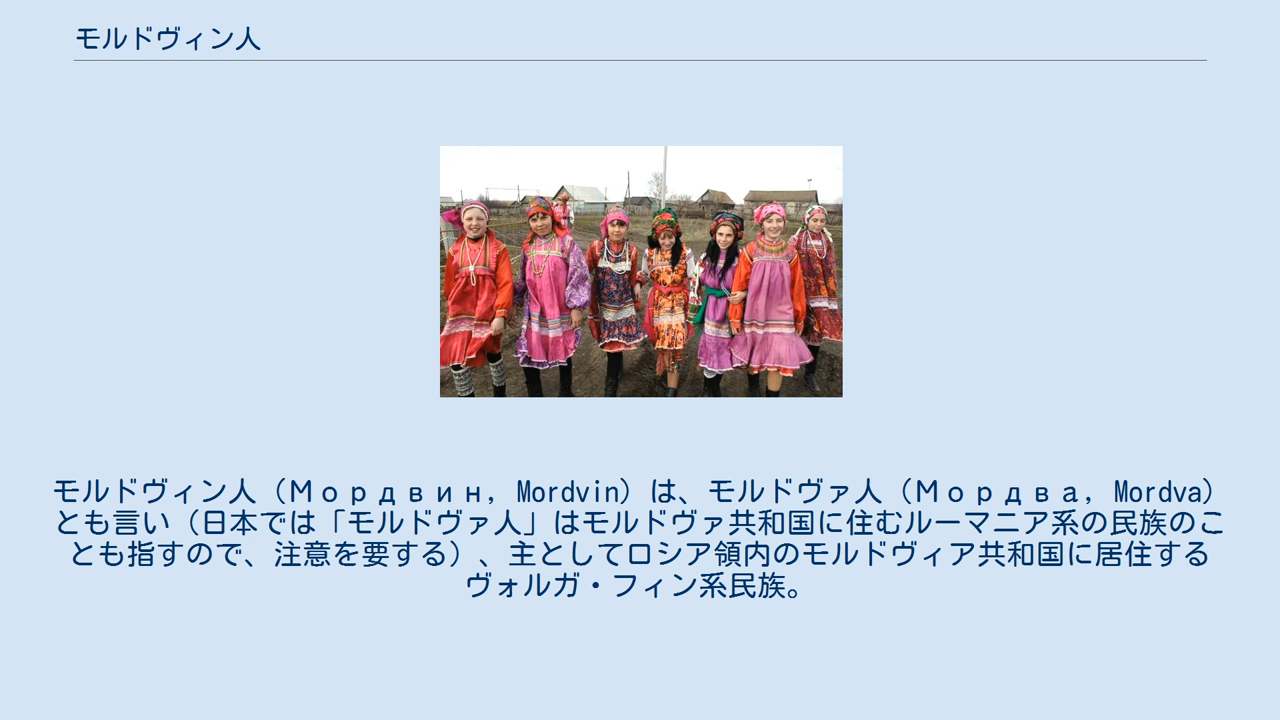 モルドヴィン人
モルドヴィン人（Мордвин, Mordvin）は、モルドヴァ人（Мордва, Mordva）
とも言い（日本では「モルドヴァ人」はモルドヴァ共和国に住むルーマニア系の民族のこ
とも指すので、注意を要する）、主としてロシア領内のモルドヴィア共和国に居住する
ヴォルガ・フィン系民族。